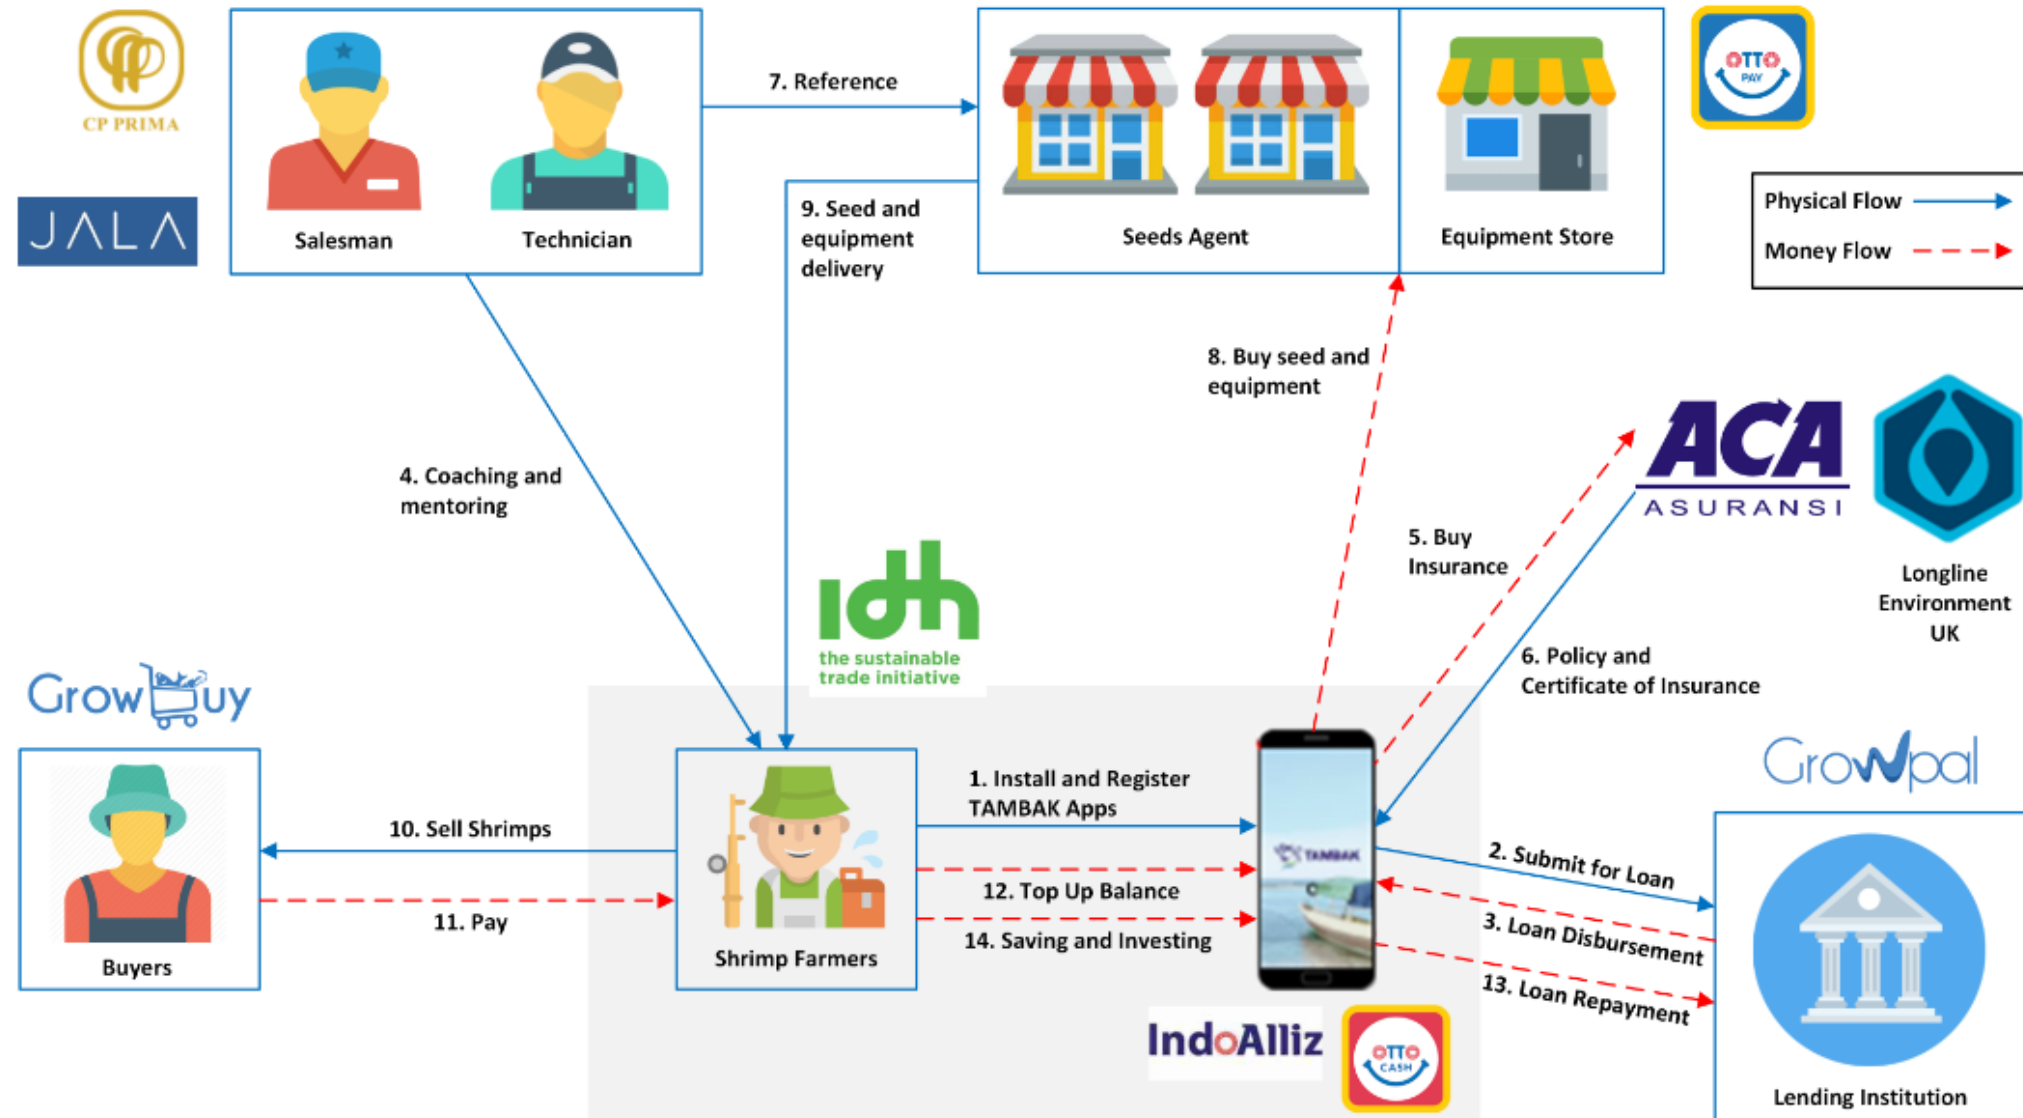 CP PRIMA
JALA
Salesman
Technician
7. Reference
Seeds Agent
Equipment Store
OTTO
PAY
Physical Flow
Money Flow
9. Seed and
equipment
delivery
8. Buy seed and
equipment
4. Coaching and
mentoring
ACA
ASURANSI
Longline
Environment
UK
5. Buy
Insurance
6. Policy and
Certificate of Insurance
idh
the sustainable
trade initiative
GrowBuy
Growpal
Buyers
10. Sell Shrimps
11. Pay
Shrimp Farmers
1. Install and Register
TAMBAK Apps
12. Top Up Balance
14. Saving and Investing
TAMBAK
2. Submit for Loan
3. Loan Disbursement
13. Loan Repayment
Lending Institution
IndoAlliz
OTTO
CASH